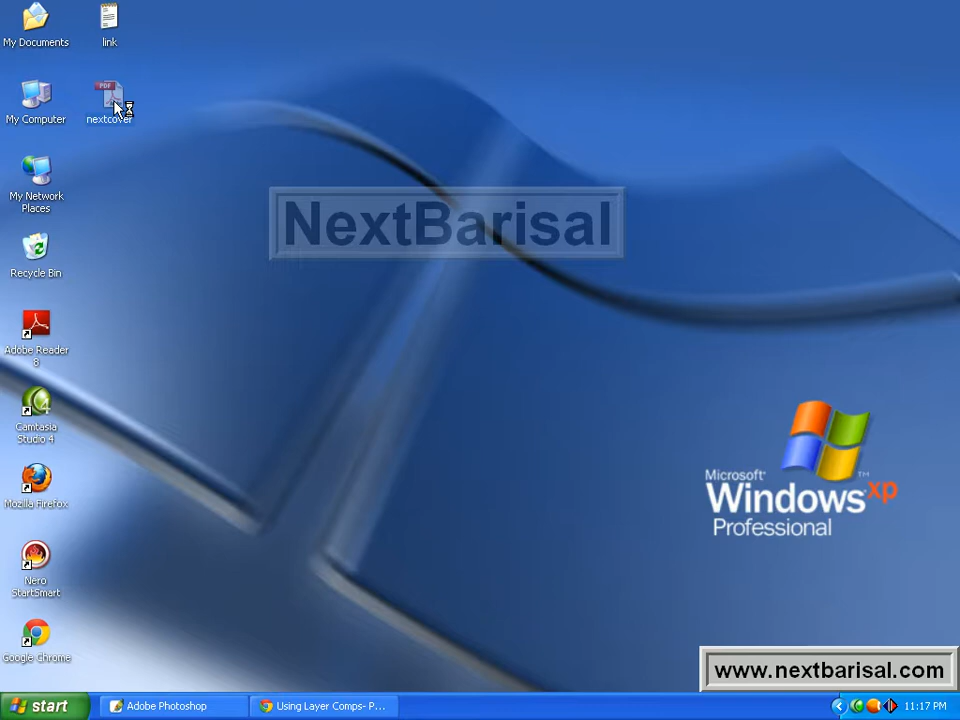 My Documents
link
My Computer
PDF
nextcover
My Network
Places
Recycle Bin
Adobe Reader
8
Camtasia
Studio 4
Mozilla Firefox
Nero
StartSmart
Google Chrome
NextBarisal
Microsoft
Windows xp
TM
Professional
www.nextbarisal.com
start
Adobe Photoshop
Using Layer Comps- P...
11:17 PM